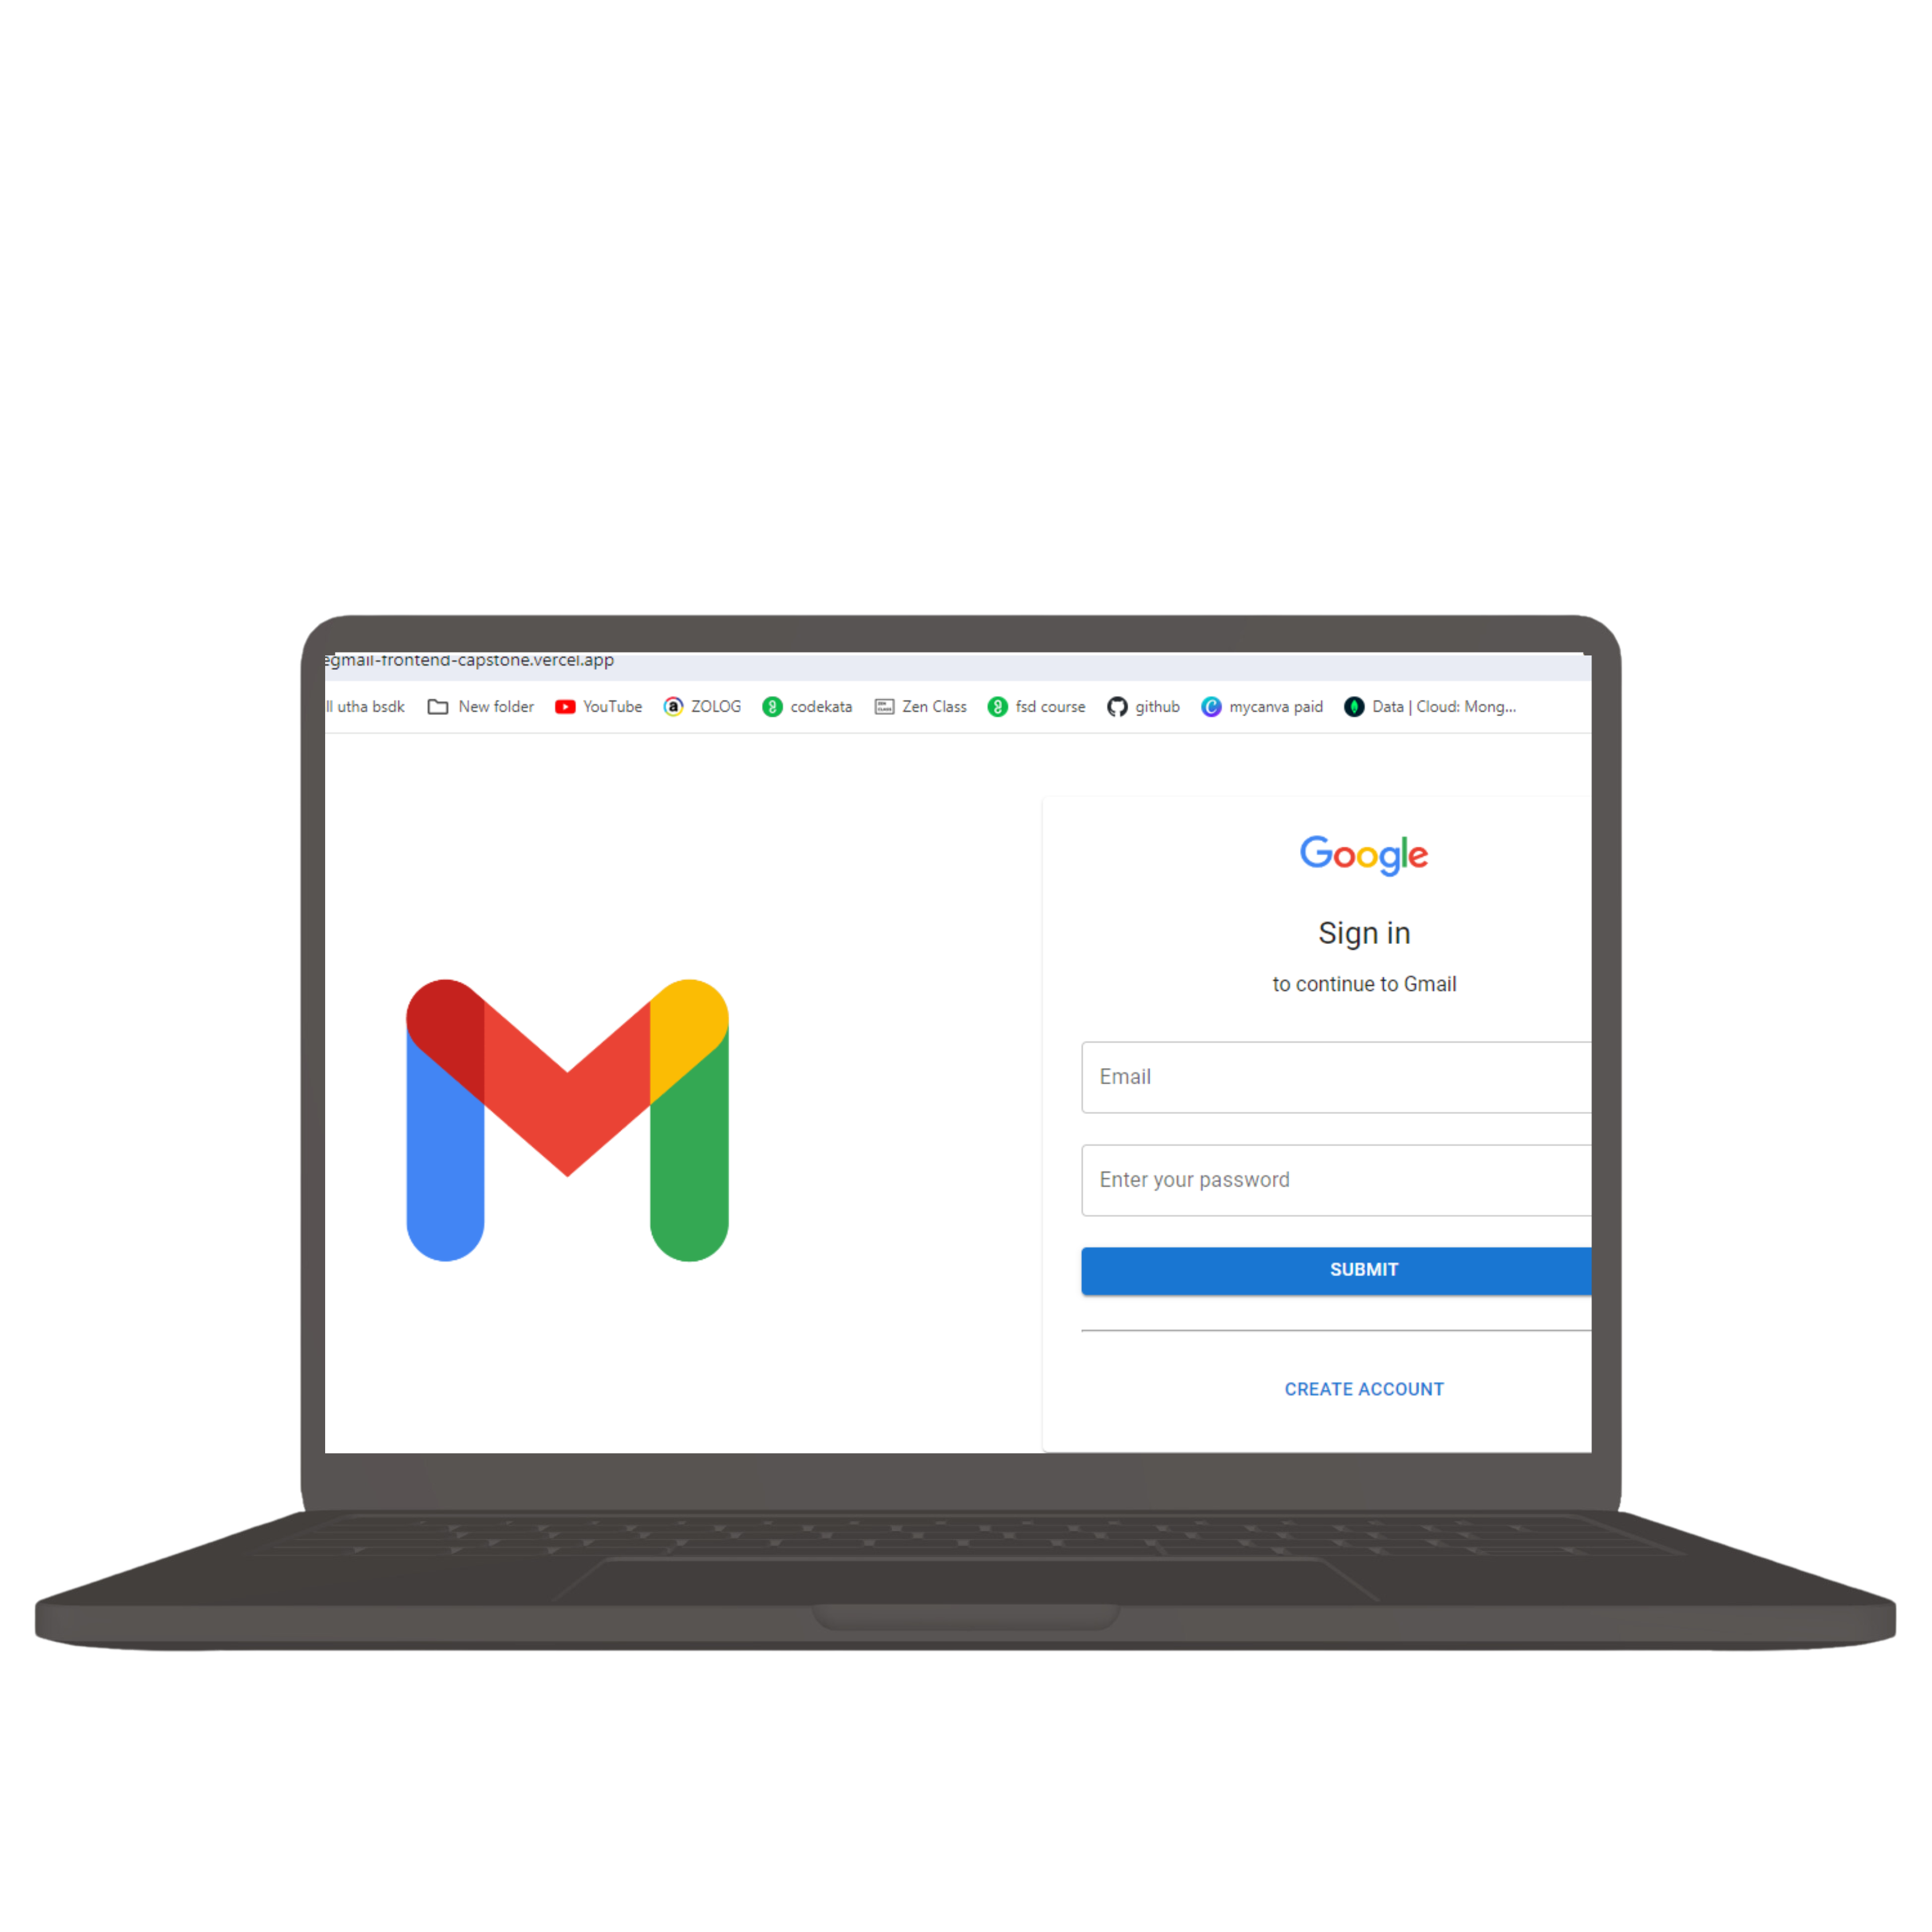 egmail-frontend-capstone.vercel.app
ll utha bsdk New folder YouTube ZOLOG codekata Zen Class fsd course github mycanva paid Data | Cloud: Mong...
Google
Sign in
to continue to Gmail
Email
Enter your password
SUBMIT
CREATE ACCOUNT